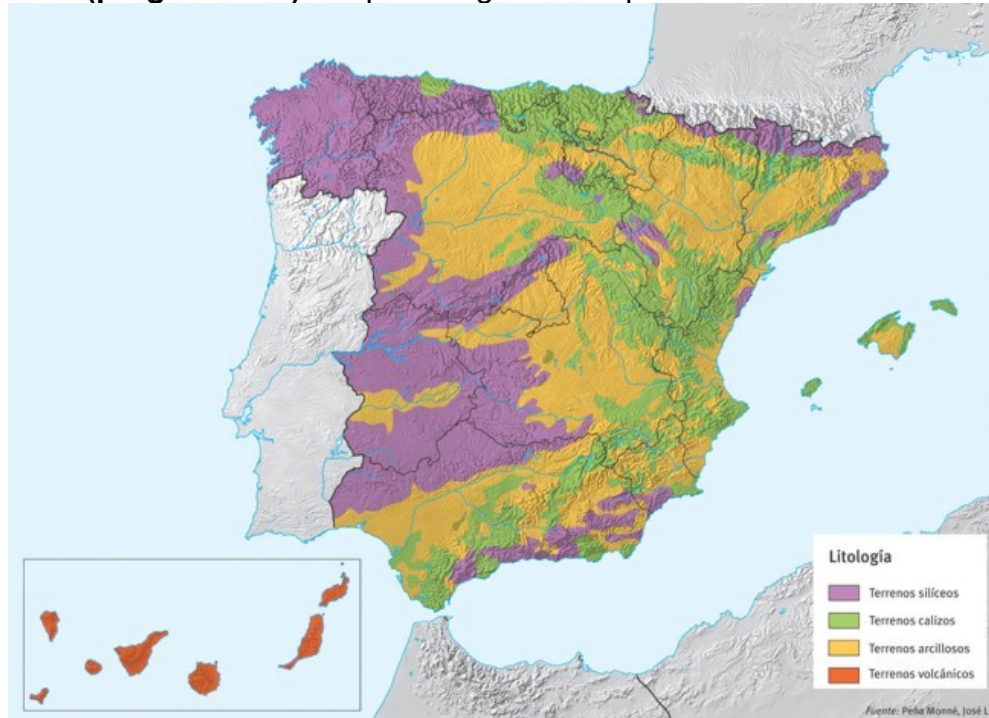 Litología
Terrenos silíceos
Terrenos calizos
Terrenos arcillosos
Terrenos volcánicos
Fuente: Peña Monné, José L